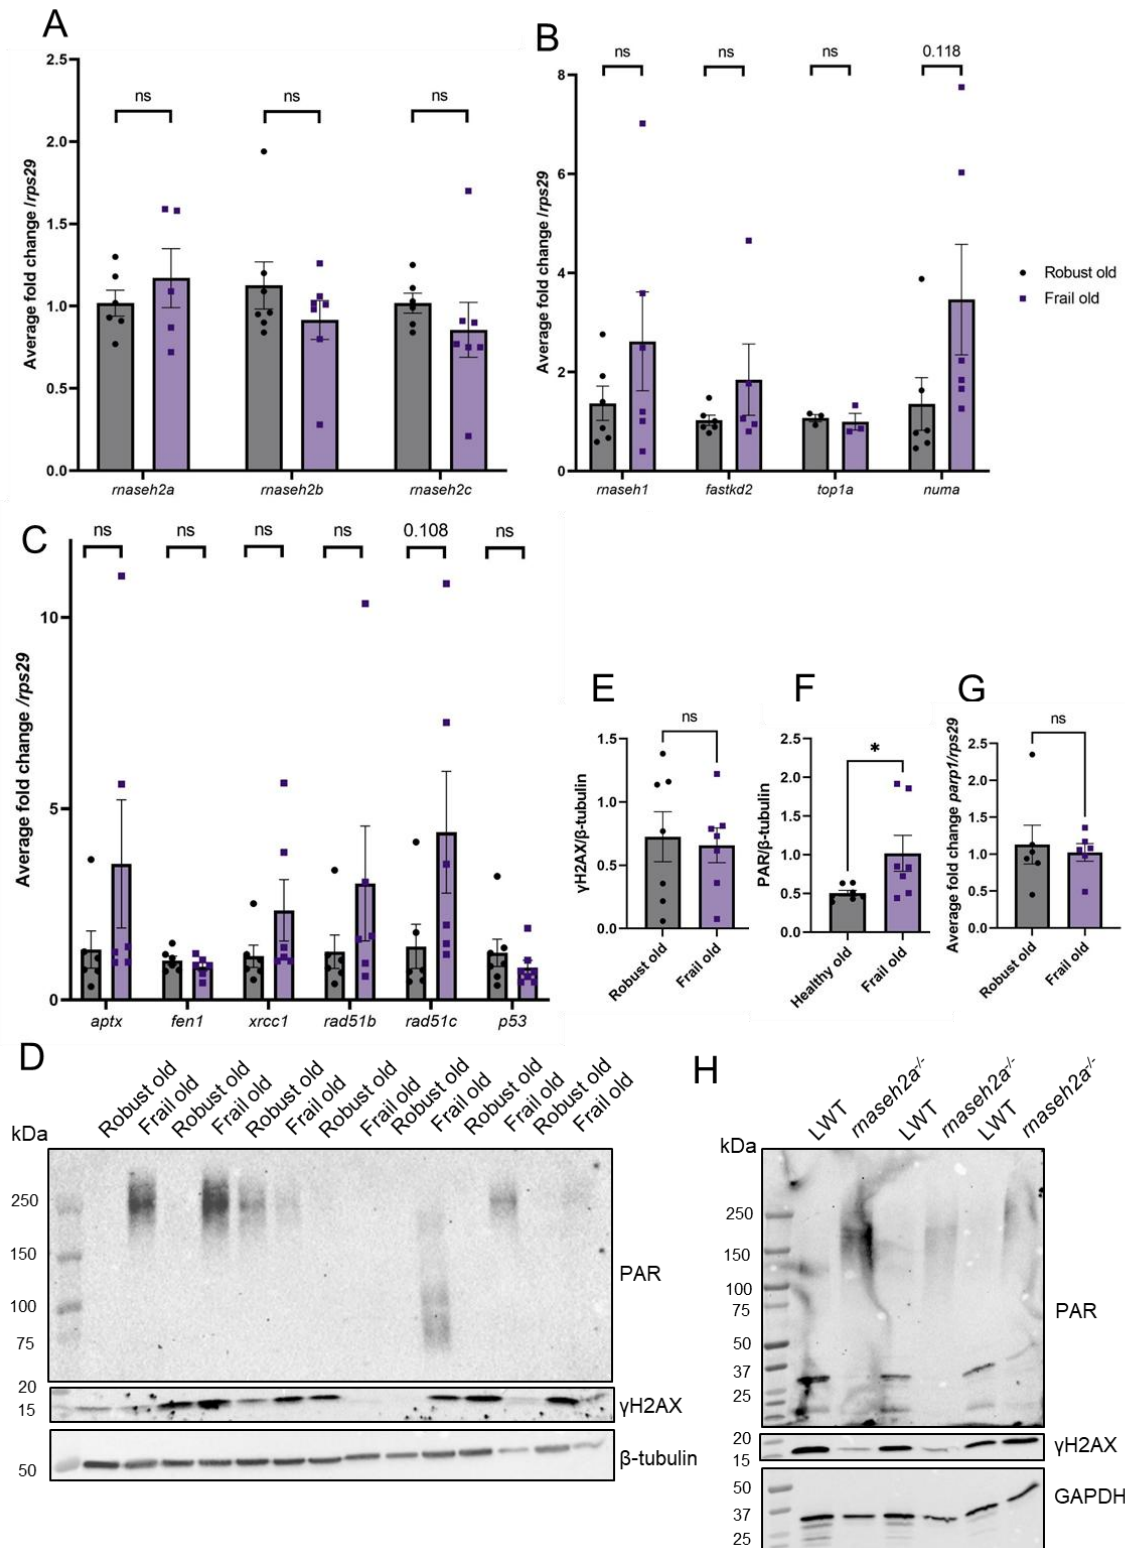 A
2.5
2.0
1.5
1.0
0.5
0.0
Average fold change /rps29
ns
ns
ns
rnaseh2a
rnaseh2b
rnaseh2c
B
8
6
4
2
0
Average fold change /rps29
ns
ns
ns
0.118
rnaseh1
fastkd2
top1a
numa
Robust old
Frail old
C
10
5
0
Average fold change /rps29
ns
ns
ns
ns
0.108
ns
aptx
fen1
xrcc1
rad51b
rad51c
p53
E
ns
1.5
1.0
0.5
0.0
γH2AX/β-tubulin
Robust old
Frail old
F
*
2.5
2.0
1.5
1.0
0.5
0.0
PAR/β-tubulin
Healthy old
Frail old
G
ns
2.5
2.0
1.5
1.0
0.5
0.0
Average fold change parp1/rps29
Robust old
Frail old
D
kDa
Robust old
Frail old
Robust old
Frail old
Robust old
Frail old
Robust old
Frail old
Robust old
Frail old
Robust old
Frail old
Robust old
Frail old
250
150
100
75
PAR
20
15
γH2AX
50
β-tubulin
H
kDa
LWT
rnaseh2a-/-
LWT
rnaseh2a-/-
LWT
rnaseh2a-/-
250
150
100
75
50
37
25
PAR
20
15
γH2AX
50
37
25
GAPDH